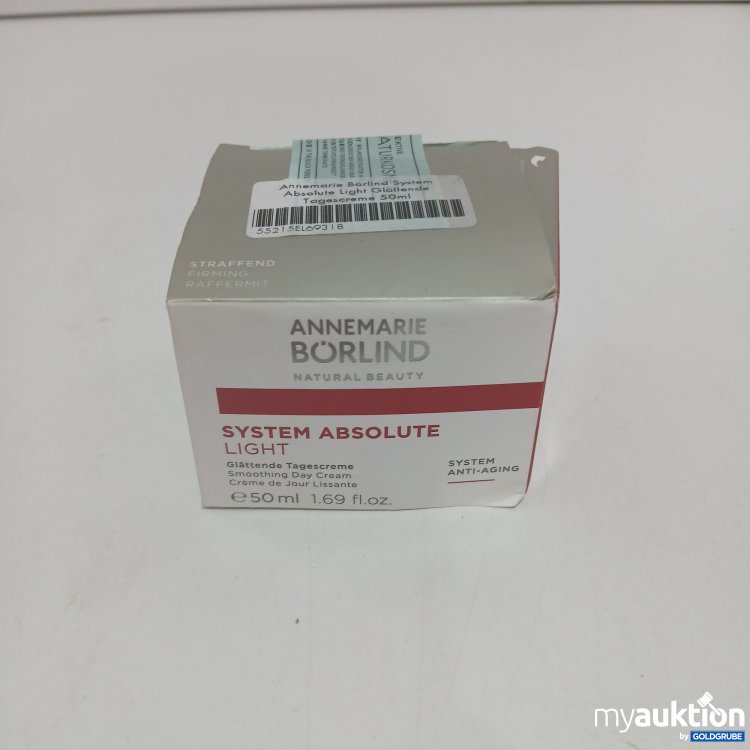 ATURKOS
Annemarie Börlind System
Absolute Light Glättende
Tagescreme 50ml
55215EL69318
STRAFFEND
FIRMING
RAFFERMIT
ANNEMARIE
BÖRLIND
NATURAL BEAUTY
SYSTEM ABSOLUTE
LIGHT
Glättende Tagescreme
Smoothing Day Cream
Crème de Jour Lissante
℮50 ml 1.69 fl.oz.
SYSTEM
ANTI-AGING
myauktion
by GOLDGRUBE